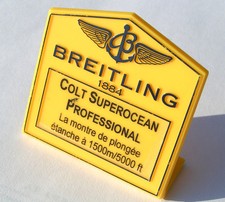 B
BREITLING
1884
COLT SUPEROCEAN
PROFESSIONAL
La montre de plongée
étanche à 1500m/5000 ft